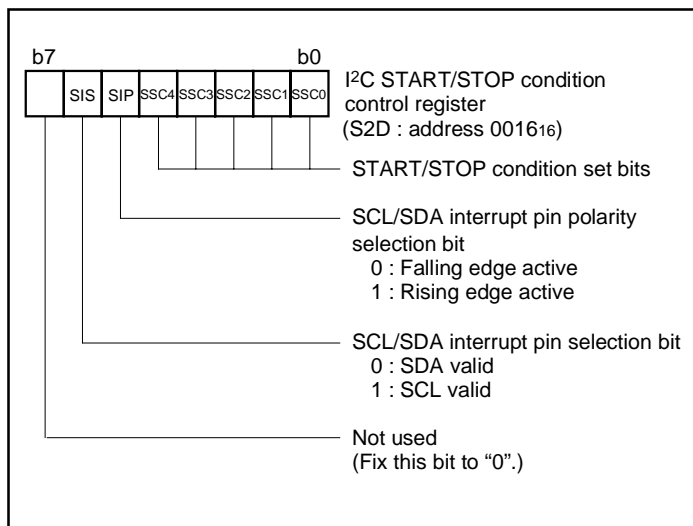 b7 b0
SIS SIP SSC4 SSC3 SSC2 SSC1 SSC0
I2C START/STOP condition
control register
(S2D : address 001616)
START/STOP condition set bits
SCL/SDA interrupt pin polarity
selection bit
0 : Falling edge active
1 : Rising edge active
SCL/SDA interrupt pin selection bit
0 : SDA valid
1 : SCL valid
Not used
(Fix this bit to “0”.)